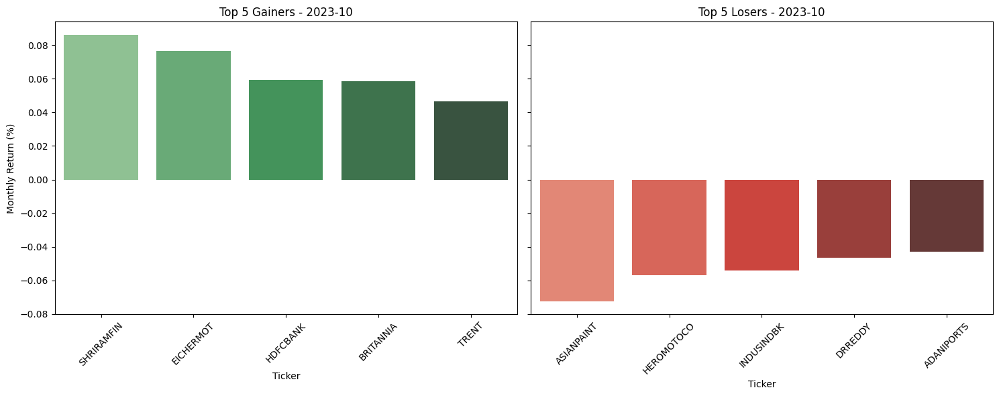 Top 5 Gainers - 2023-10
Monthly Return (%)
0.08
0.06
0.04
0.02
0.00
−0.02
−0.04
−0.06
−0.08
SHRIRAMFIN
EICHERMOT
HDFCBANK
BRITANNIA
TRENT
Ticker
Top 5 Losers - 2023-10
ASIANPAINT
HEROMOTOCO
INDUSINDBK
DRREDDY
ADANIPORTS
Ticker